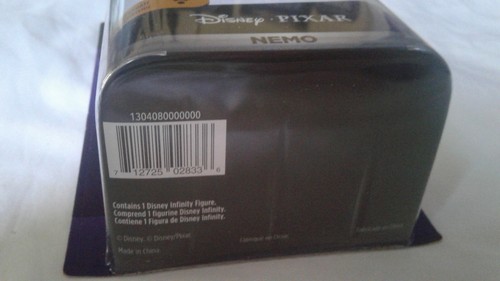 Disney · PIXAR
NEMO
1304080000000
7 12725 02833 6
Contains 1 Disney Infinity Figure.
Comprend 1 figurine Disney Infinity.
Contiene 1 Figura de Disney Infinity.
© Disney. © Disney/Pixar.
Made in China